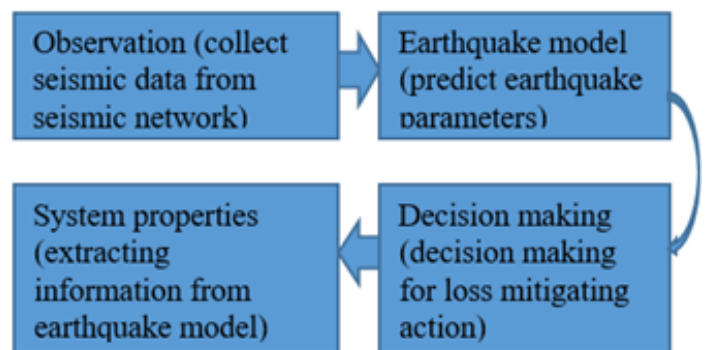 Observation (collect
seismic data from
seismic network)
Earthquake model
(predict earthquake
parameters)
Decision making
(decision making
for loss mitigating
action)
System properties
(extracting
information from
earthquake model)